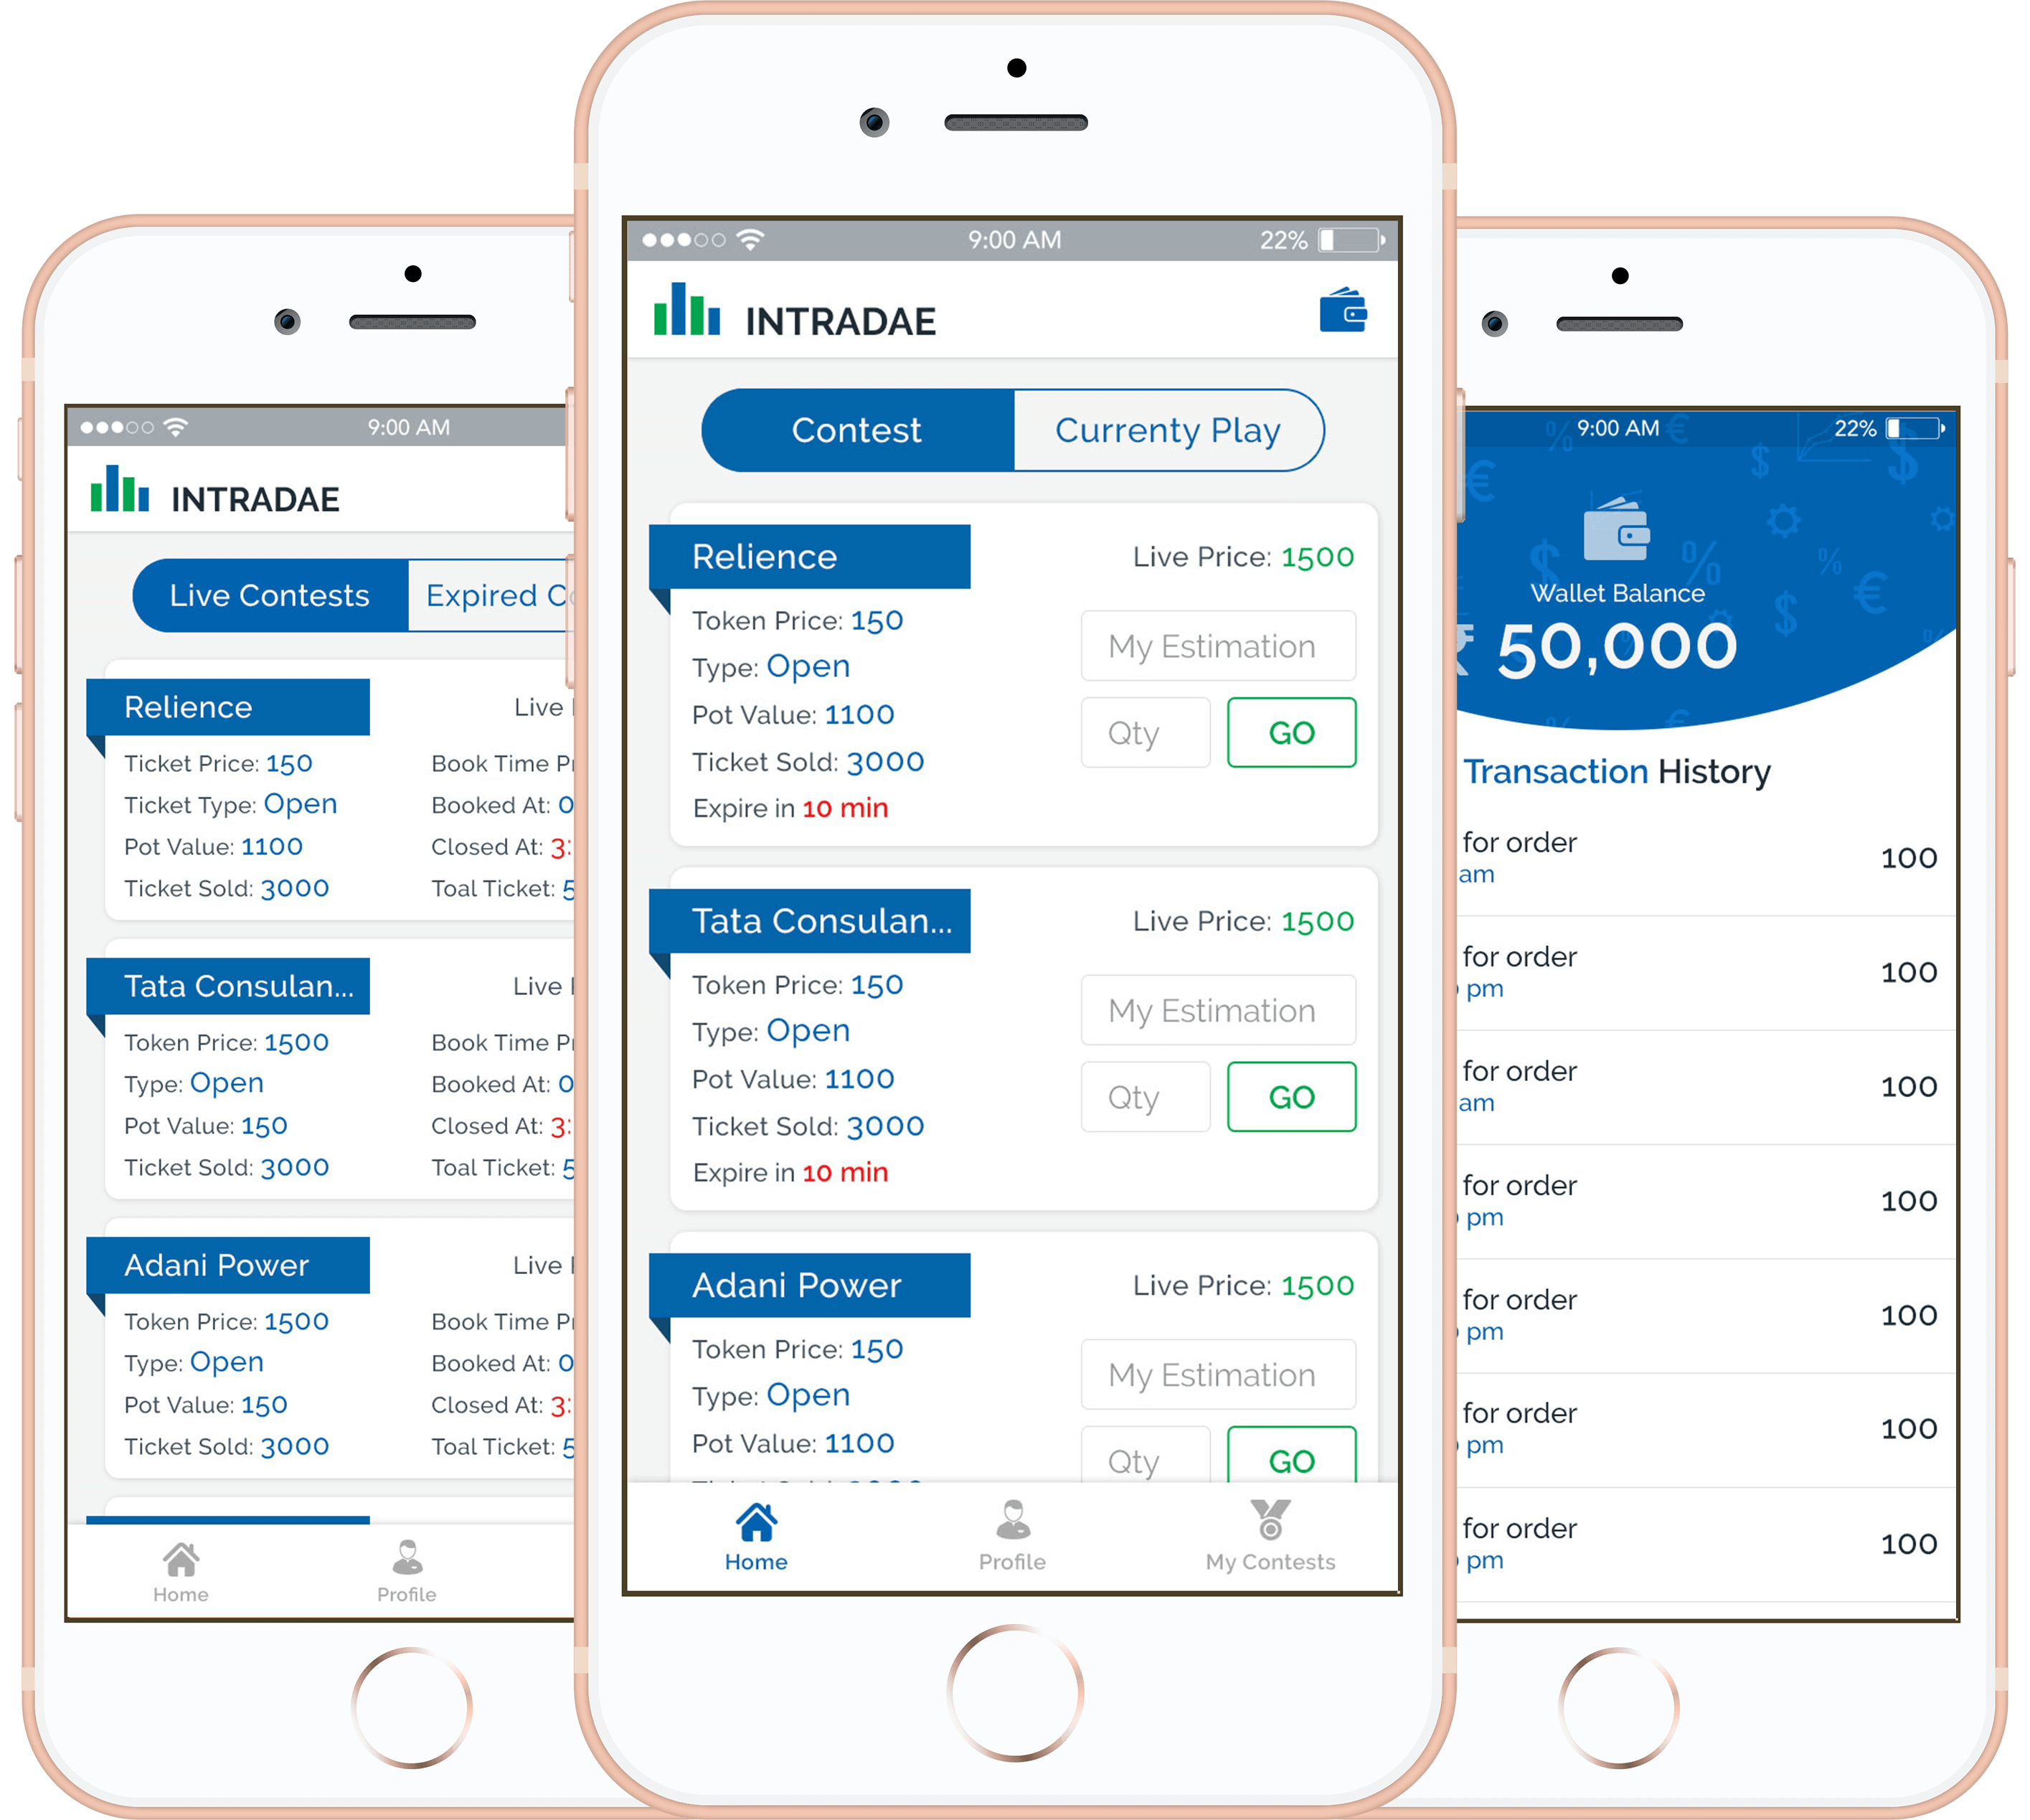 9:00 AM
INTRADAE
Live Contests Expired
Relience Live
Ticket Price: 150 Book Time
Ticket Type: Open Booked At:
Pot Value: 1100 Closed At:
Ticket Sold: 3000 Toal Ticket:
Tata Consulan... Live
Token Price: 1500 Book Time
Type: Open Booked At:
Pot Value: 150 Closed At:
Ticket Sold: 3000 Toal Ticket:
Adani Power Live
Token Price: 1500 Book Time
Type: Open Booked At:
Pot Value: 150 Closed At:
Ticket Sold: 3000 Toal Ticket:
Home Profile
9:00 AM 22%
INTRADAE
Contest Currenty Play
Relience Live Price: 1500
Token Price: 150 My Estimation
Type: Open
Pot Value: 1100 Qty GO
Ticket Sold: 3000
Expire in 10 min
Tata Consulan... Live Price: 1500
Token Price: 150 My Estimation
Type: Open
Pot Value: 1100 Qty GO
Ticket Sold: 3000
Expire in 10 min
Adani Power Live Price: 1500
Token Price: 150 My Estimation
Type: Open
Pot Value: 1100 Qty GO
Home Profile My Contests
9:00 AM 22%
Wallet Balance
₹ 50,000
Transaction History
for order 100
am
for order 100
pm
for order 100
am
for order 100
pm
for order 100
pm
for order 100
pm
for order 100
pm